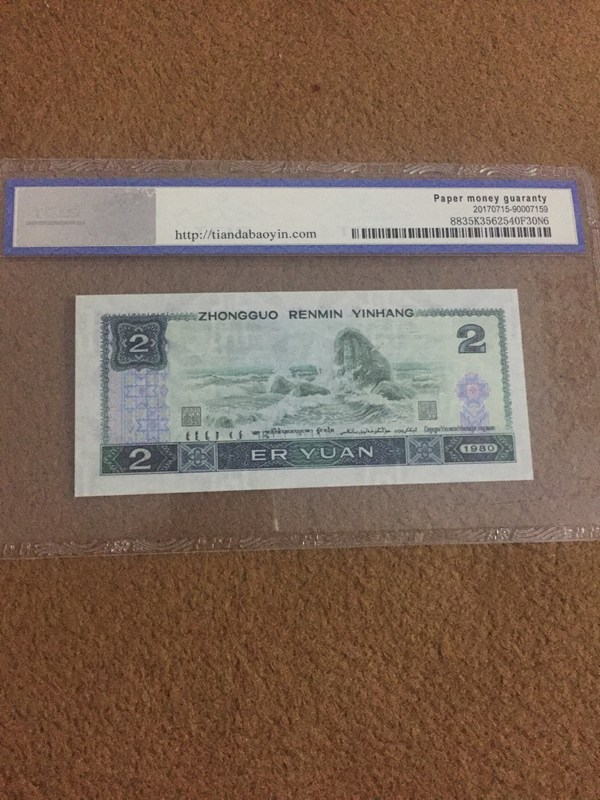 Paper money guaranty
20170715-90007159
http://tiandabaoyin.com
8835K3562540F30N6
ZHONGGUO RENMIN YINHANG
2
2
2
ER YUAN
1980